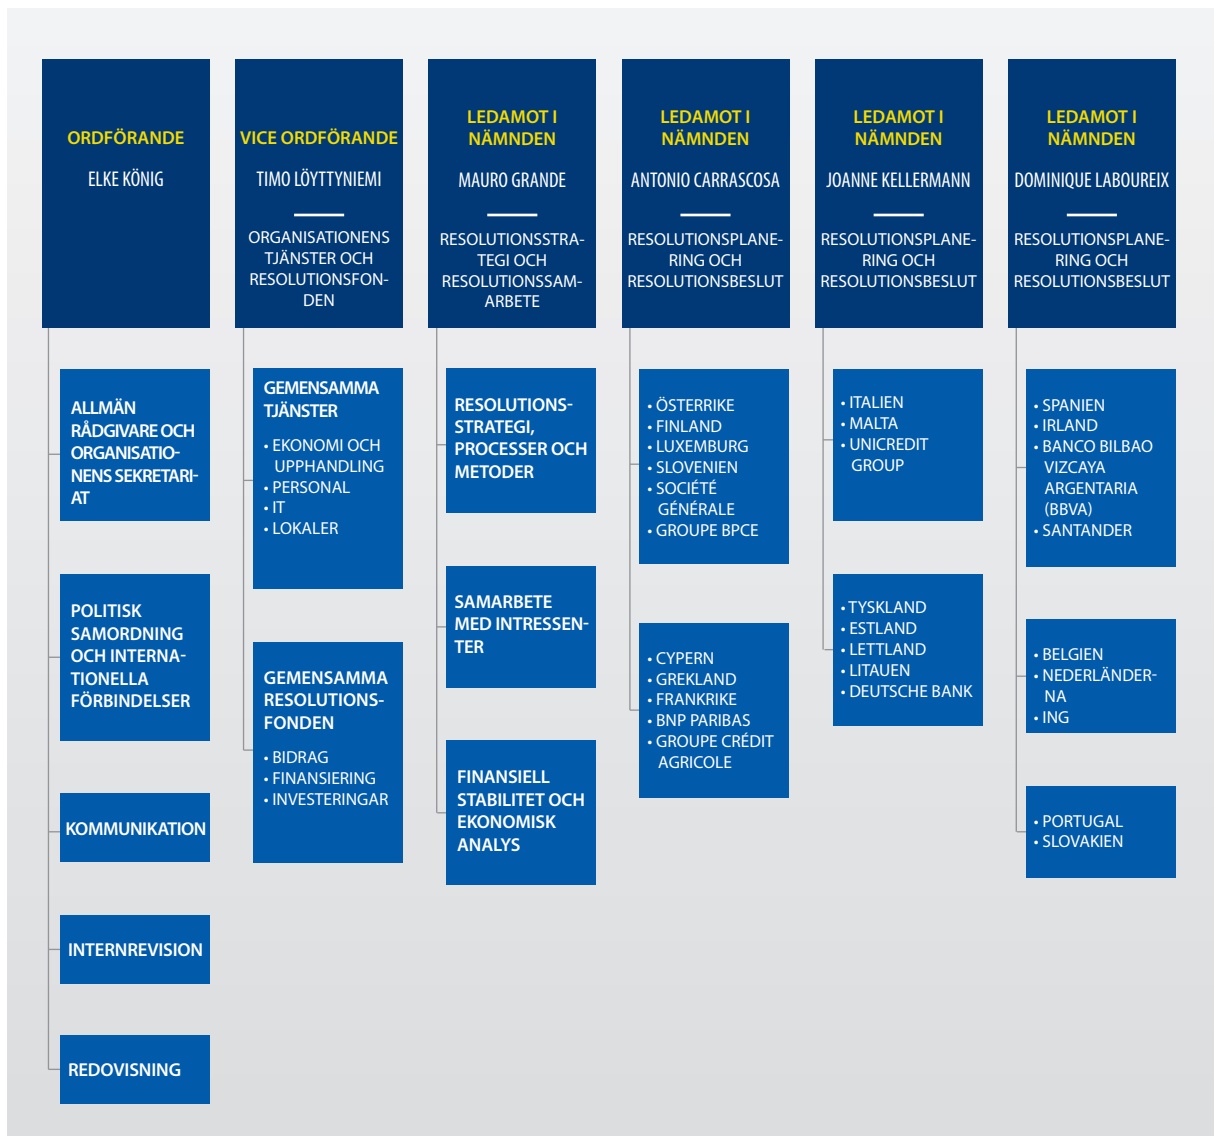 ORDFÖRANDE
ELKE KÖNIG
ALLMÄN
RÅDGIVARE OCH
ORGANISATIO-
NENS SEKRETARI-
AT
POLITISK
SAMORDNING
OCH INTERNA-
TIONELLA
FÖRBINDELSER
KOMMUNIKATION
INTERNREVISION
REDOVISNING
VICE ORDFÖRANDE
TIMO LÖYTTYNIEMI
ORGANISATIONENS
TJÄNSTER OCH
RESOLUTIONSFON-
DEN
GEMENSAMMA
TJÄNSTER
• EKONOMI OCH
UPPHANDLING
• PERSONAL
• IT
• LOKALER
GEMENSAMMA
RESOLUTIONS-
FONDEN
• BIDRAG
• FINANSIERING
• INVESTERINGAR
LEDAMOT I
NÄMNDEN
MAURO GRANDE
RESOLUTIONSSTRA-
TEGI OCH
RESOLUTIONSSAM-
ARBETE
RESOLUTIONS-
STRATEGI,
PROCESSER OCH
METODER
SAMARBETE
MED INTRESSEN-
TER
FINANSIELL
STABILITET OCH
EKONOMISK
ANALYS
LEDAMOT I
NÄMNDEN
ANTONIO CARRASCOSA
RESOLUTIONSPLANE-
RING OCH
RESOLUTIONSBESLUT
• ÖSTERRIKE
• FINLAND
• LUXEMBURG
• SLOVENIEN
• SOCIÉTÉ
GÉNÉRALE
• GROUPE BPCE
• CYPERN
• GREKLAND
• FRANKRIKE
• BNP PARIBAS
• GROUPE CRÉDIT
AGRICOLE
LEDAMOT I
NÄMNDEN
JOANNE KELLERMANN
RESOLUTIONSPLANE-
RING OCH
RESOLUTIONSBESLUT
• ITALIEN
• MALTA
• UNICREDIT
GROUP
• TYSKLAND
• ESTLAND
• LETTLAND
• LITAUEN
• DEUTSCHE BANK
LEDAMOT I
NÄMNDEN
DOMINIQUE LABOUREIX
RESOLUTIONSPLANE-
RING OCH
RESOLUTIONSBESLUT
• SPANIEN
• IRLAND
• BANCO BILBAO
VIZCAYA
ARGENTARIA
(BBVA)
• SANTANDER
• BELGIEN
• NEDERLÄNDER-
NA
• ING
• PORTUGAL
• SLOVAKIEN